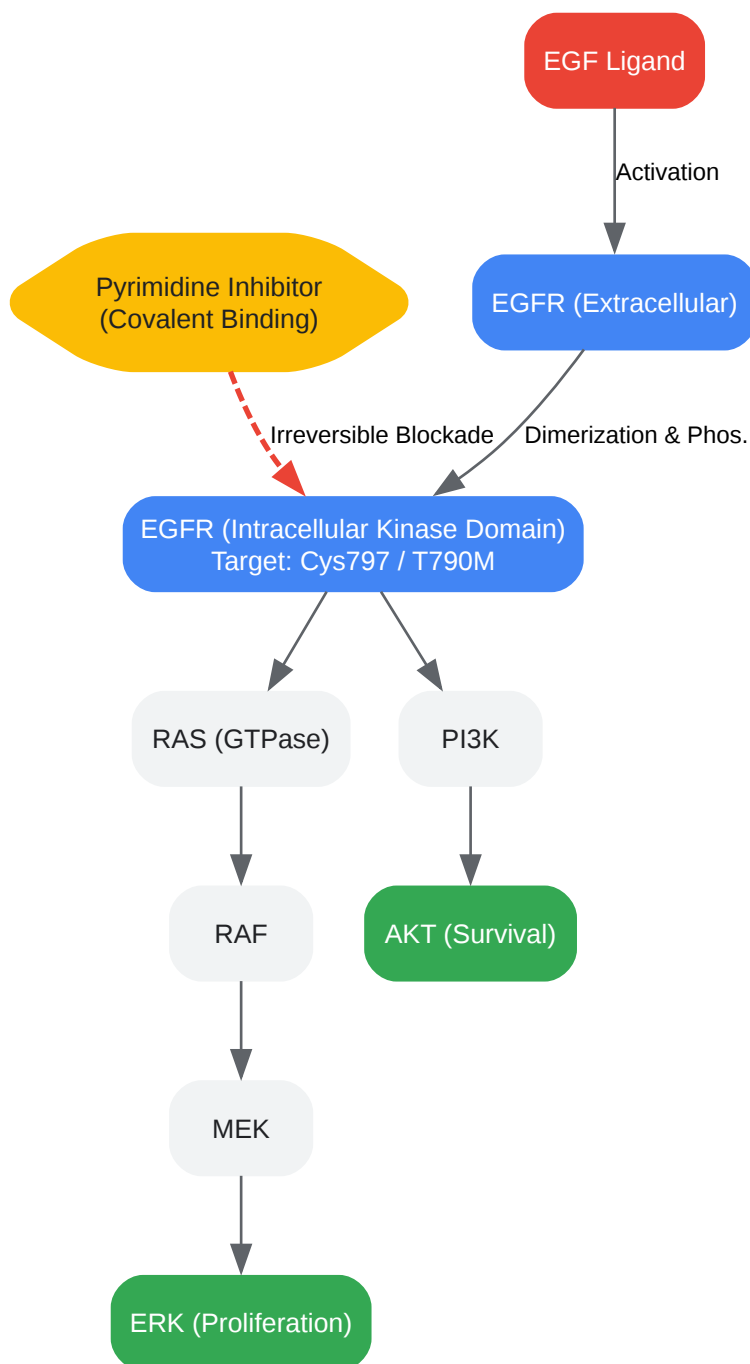 EGF Ligand
Activation
Pyrimidine Inhibitor
(Covalent Binding)
EGFR (Extracellular)
Irreversible Blockade
Dimerization & Phos.
EGFR (Intracellular Kinase Domain)
Target: Cys797 / T790M
RAS (GTPase)
PI3K
RAF
AKT (Survival)
MEK
ERK (Proliferation)